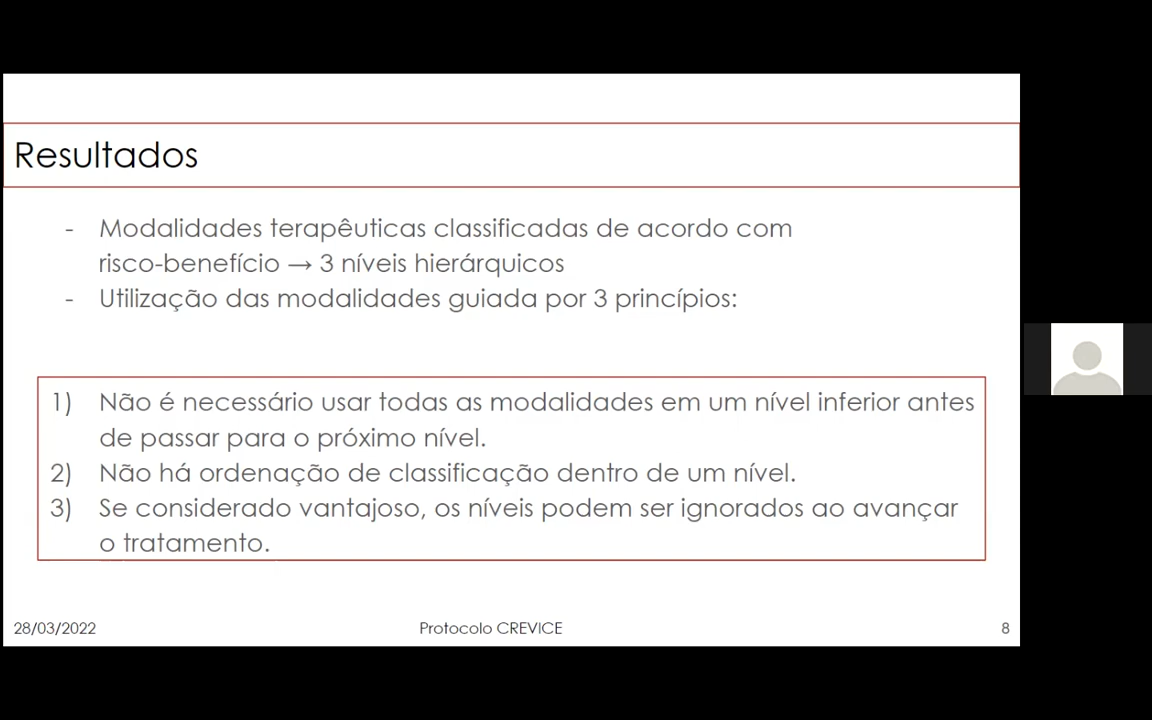 Resultados
- Modalidades terapêuticas classificadas de acordo com
risco-benefício → 3 níveis hierárquicos
- Utilização das modalidades guiada por 3 princípios:
1) Não é necessário usar todas as modalidades em um nível inferior antes
de passar para o próximo nível.
2) Não há ordenação de classificação dentro de um nível.
3) Se considerado vantajoso, os níveis podem ser ignorados ao avançar
o tratamento.
28/03/2022 Protocolo CREVICE 8